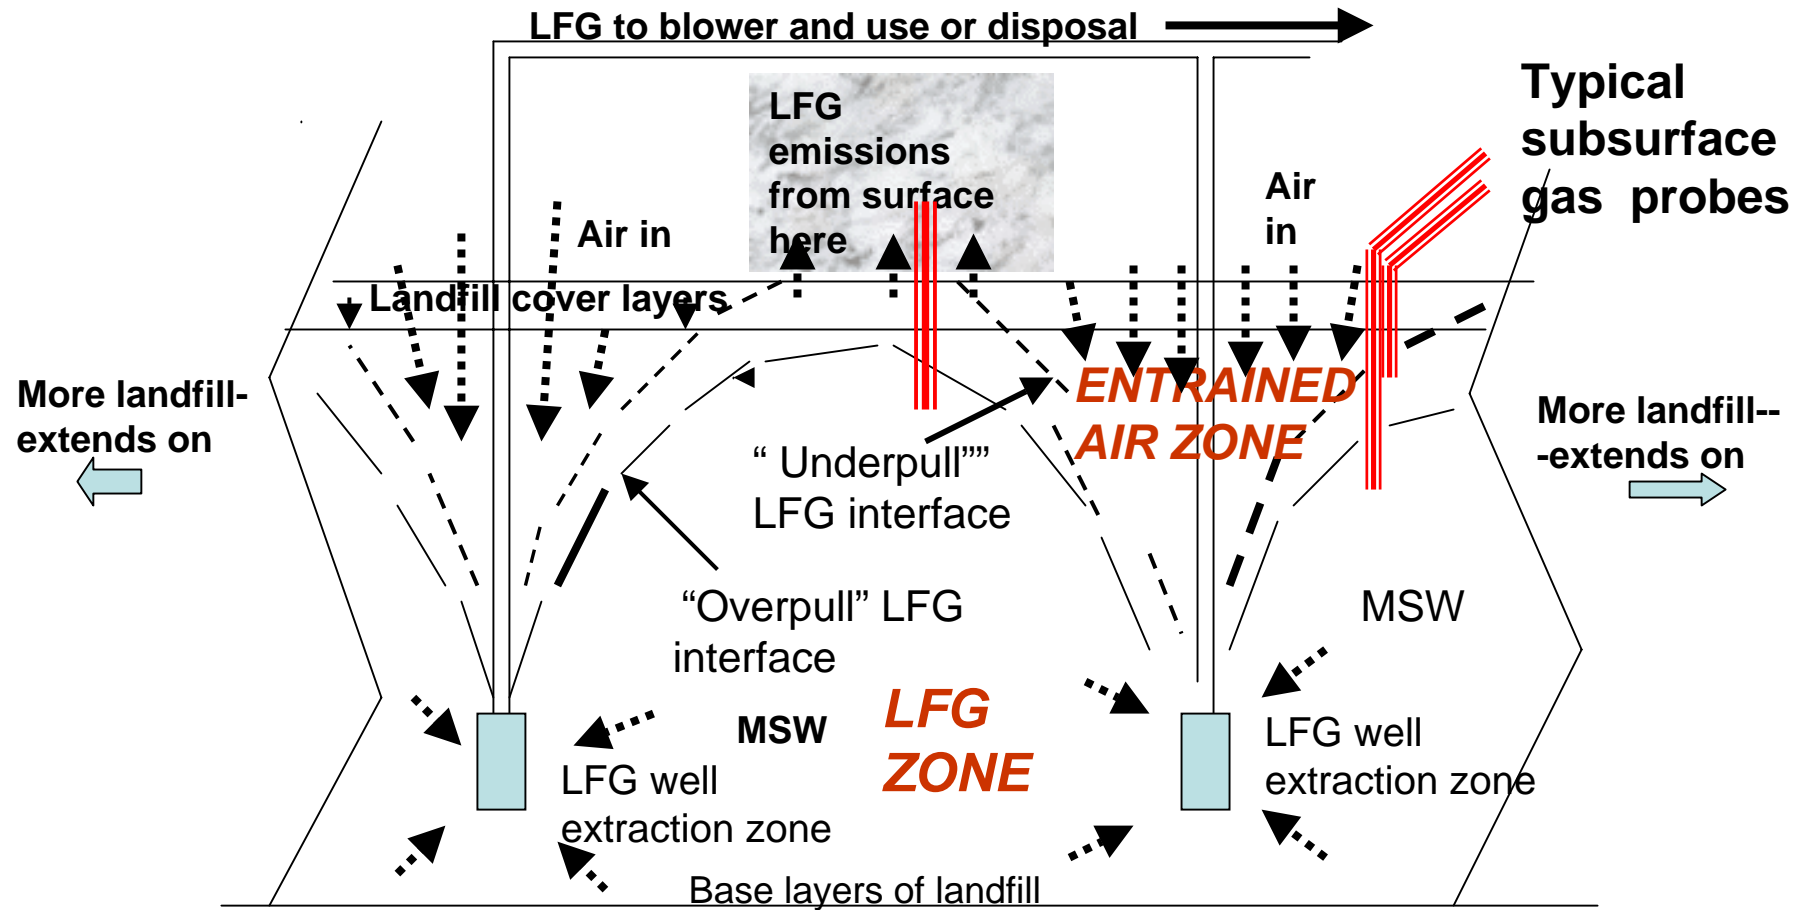 LFG to blower and use or disposal
Typical
subsurface
gas probes
LFG
emissions
from surface
here
Air
in
Air in
Landfill cover layers
More landfill-
extends on
ENTRAINED
AIR ZONE
More landfill--
-extends on
“ Underpull””
LFG interface
“Overpull” LFG
interface
MSW
LFG
ZONE
MSW
LFG well
extraction zone
LFG well
extraction zone
Base layers of landfill